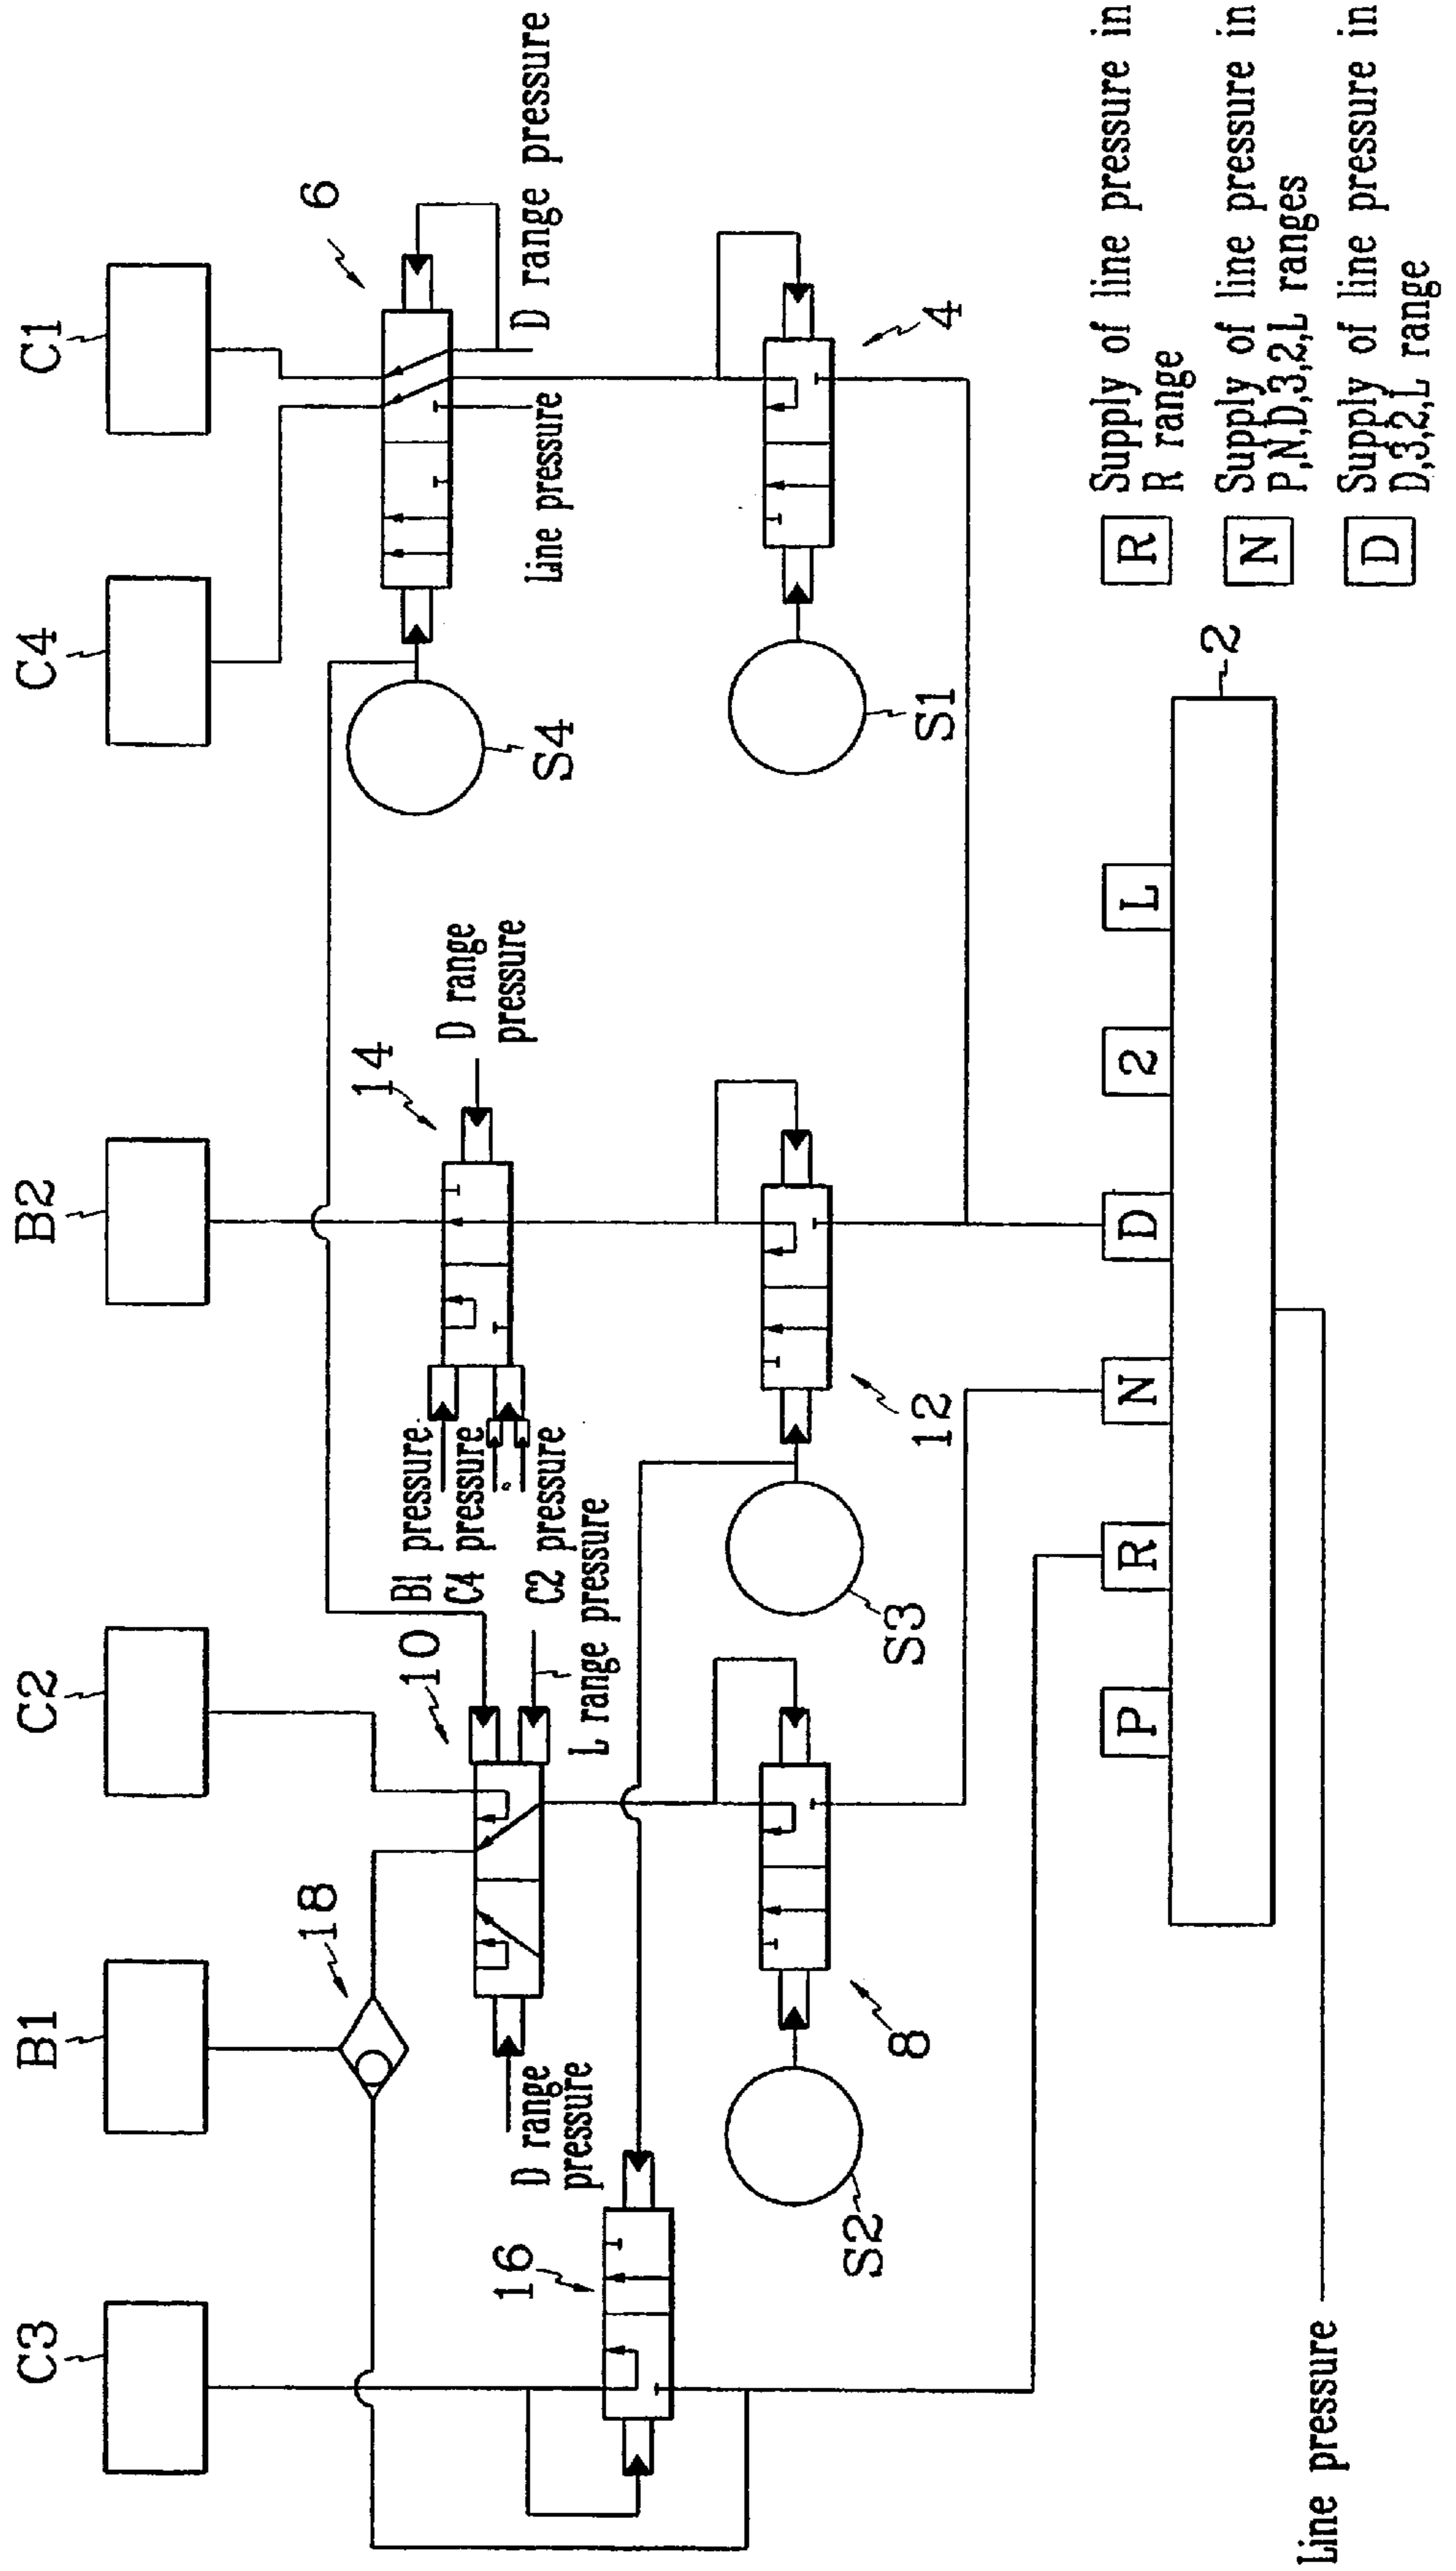 C3
B1
C2
B2
C4
C1
18
10
14
6
D range pressure
B1 pressure
C4 pressure
C2 pressure
D range
pressure
S4
Line pressure
16
D range
pressure
L range pressure
S2
8
S3
12
S1
4
P
R
N
D
2
L
2
Line pressure
R
Supply of line pressure in
R range
N
Supply of line pressure in
P,N,D,3,2,L ranges
D
Supply of line pressure in
D,3,2,L range